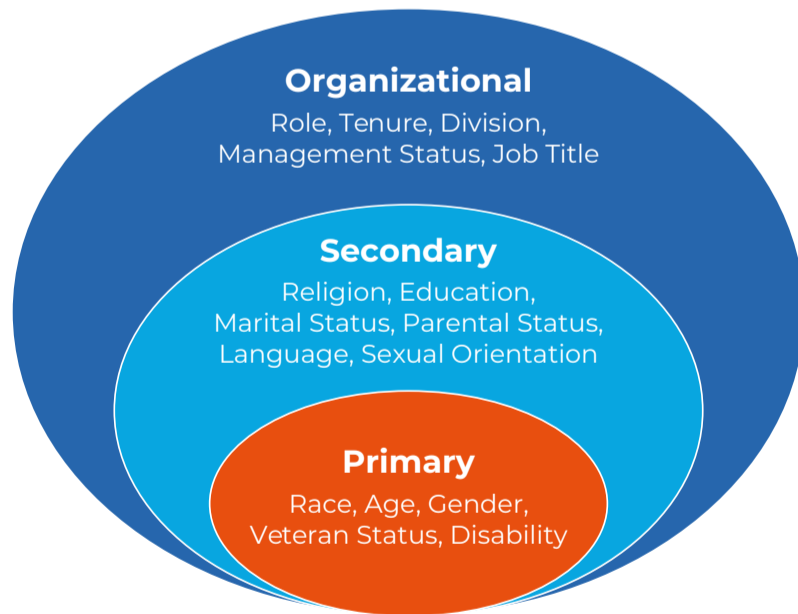 Organizational
Role, Tenure, Division,
Management Status, Job Title
Secondary
Religion, Education,
Marital Status, Parental Status,
Language, Sexual Orientation
Primary
Race, Age, Gender,
Veteran Status, Disability